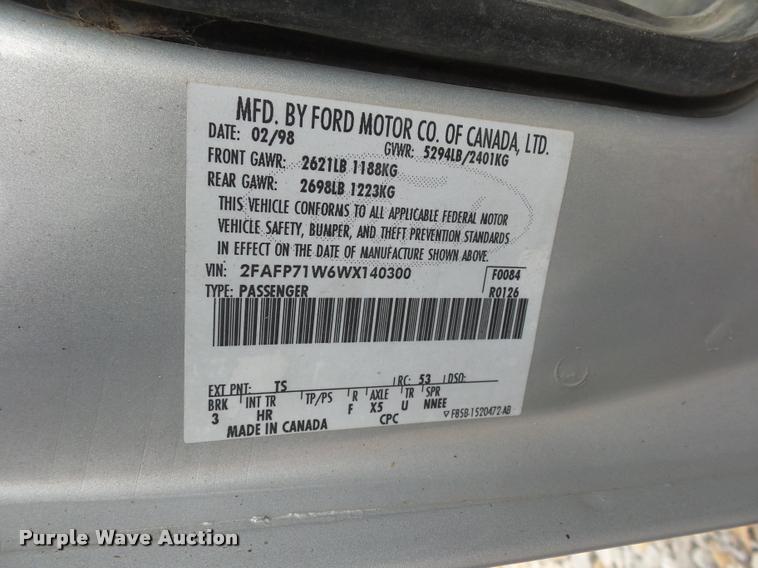 MFD. BY FORD MOTOR CO. OF CANADA, LTD.
DATE: 02/98 GVWR: 5294LB/2401KG
FRONT GAWR: 2621LB 1188KG
REAR GAWR: 2698LB 1223KG
THIS VEHICLE CONFORMS TO ALL APPLICABLE FEDERAL MOTOR
VEHICLE SAFETY, BUMPER, AND THEFT PREVENTION STANDARDS
IN EFFECT ON THE DATE OF MANUFACTURE SHOWN ABOVE.
VIN: 2FAFP71W6WX140300 F0084
TYPE: PASSENGER R0126
EXT PNT: TS RC: 53 DSO:
BRK INT TR TP/PS R AXLE TR SPR
3 HR F X5 U NNEE
MADE IN CANADA CPC F85B-1520472-AB
Purple Wave Auction